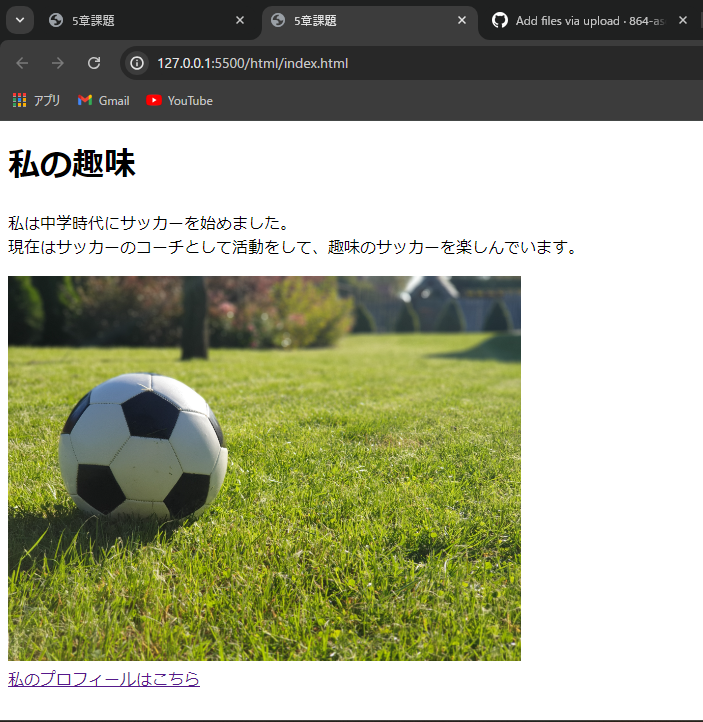 5章課題
5章課題
Add files via upload · 864-as
127.0.0.1:5500/html/index.html
アプリ
Gmail
YouTube
私の趣味
私は中学時代にサッカーを始めました。
現在はサッカーのコーチとして活動をして、趣味のサッカーを楽しんでいます。
私のプロフィールはこちら